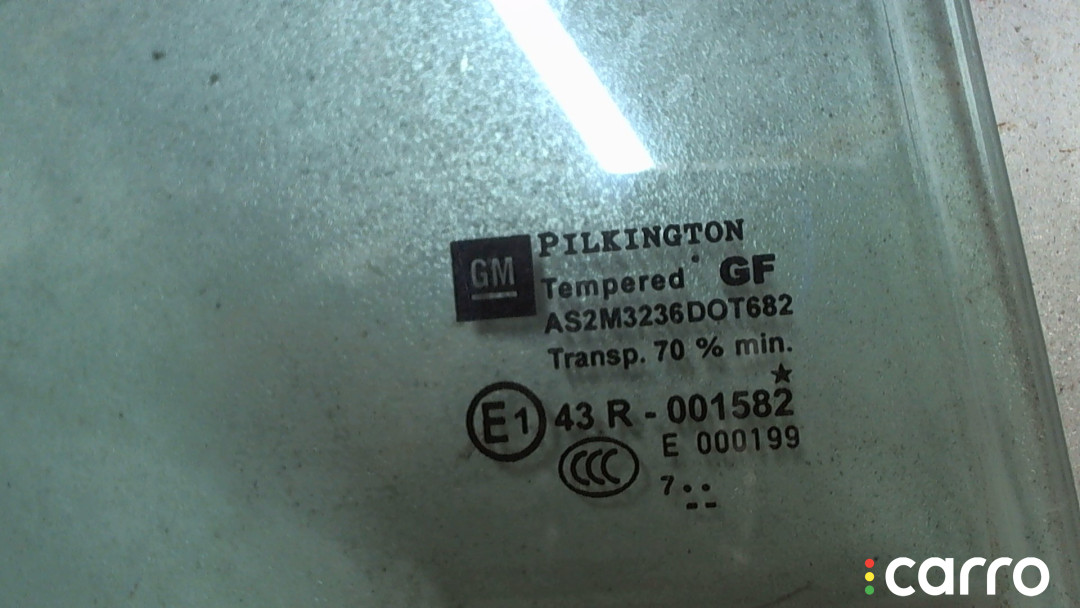 GM
PILKINGTON
Tempered GF
AS2M3236DOT682
Transp. 70 % min.
E1 43 R - 001582
E 000199
CCC
7 . .
carro